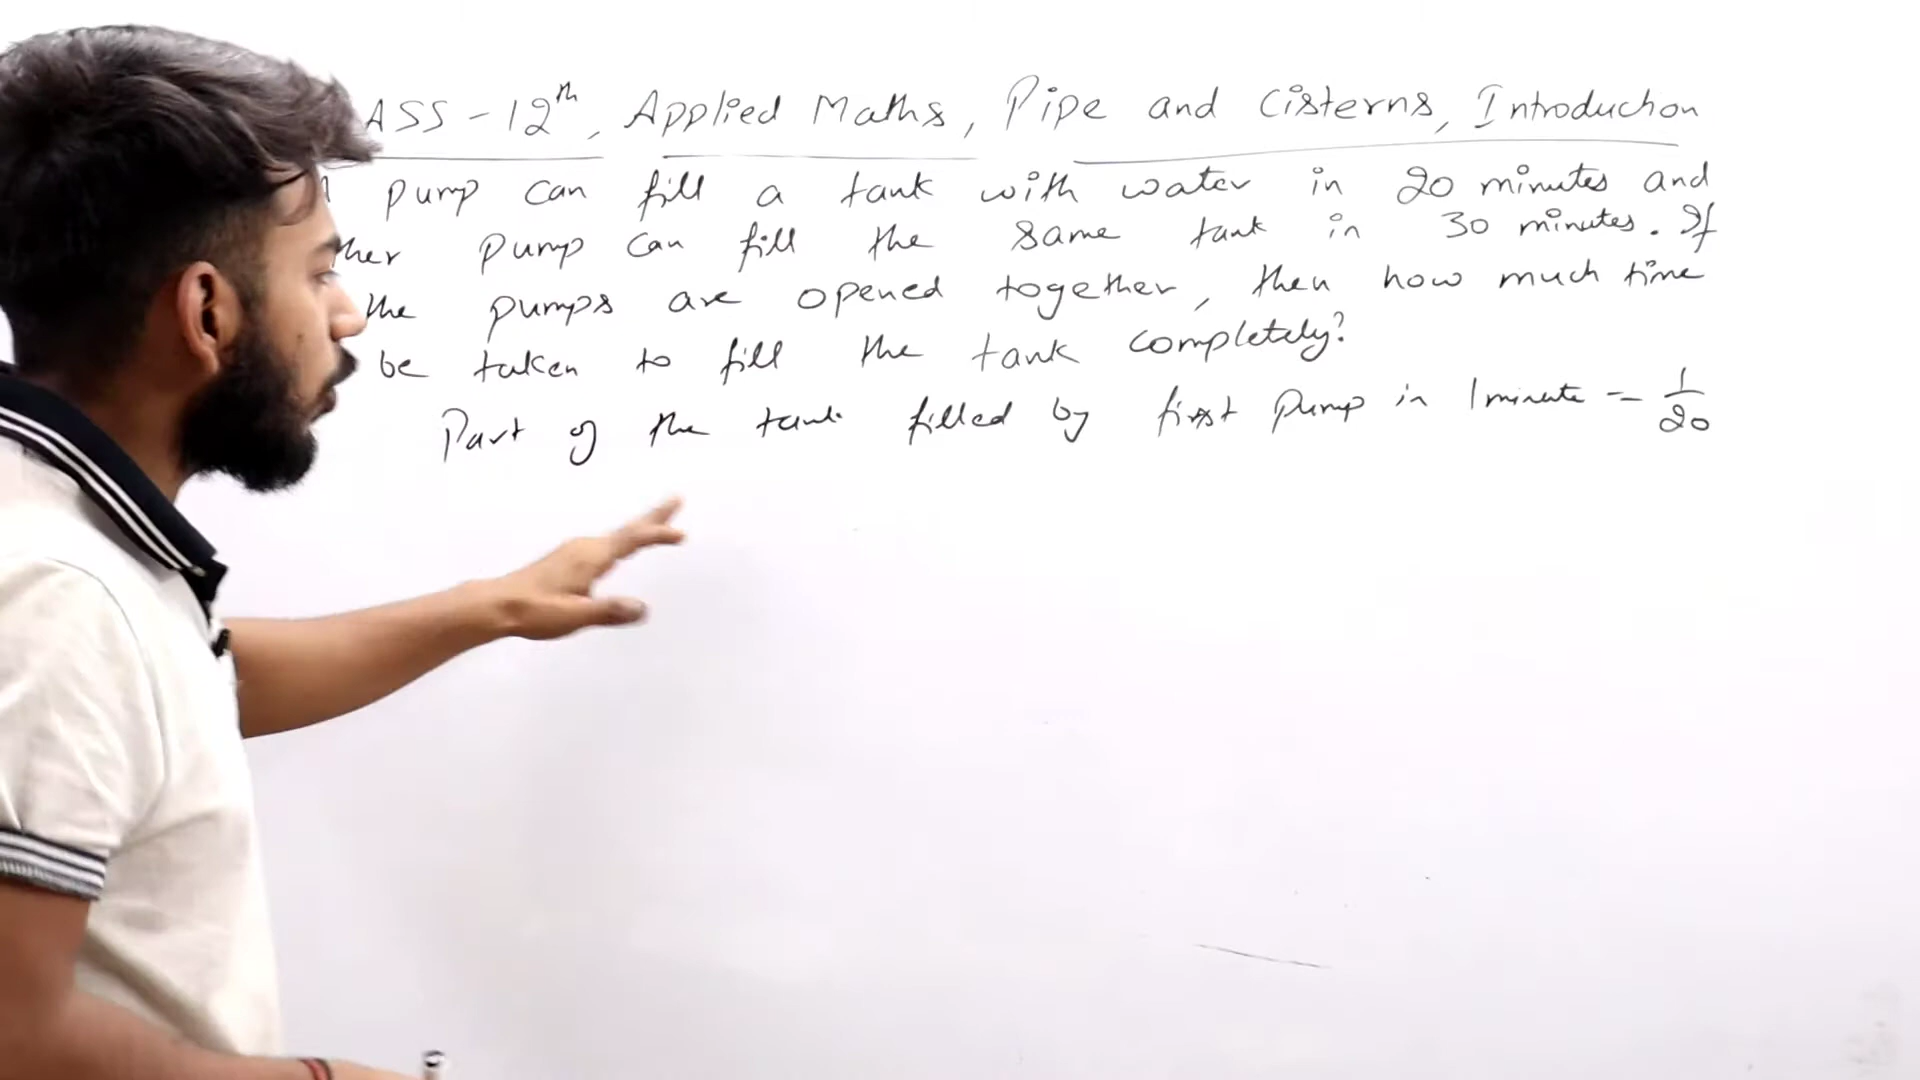 ASS - 12th, Applied Maths, Pipe and Cisterns, Introduction
pump can fill a tank with water in 20 minutes and
ther pump can fill the same tank in 30 minutes. If
the pumps are opened together, then how much time
be taken to fill the tank completely?
Part of the tank filled by first pump in 1 minute = 1/20